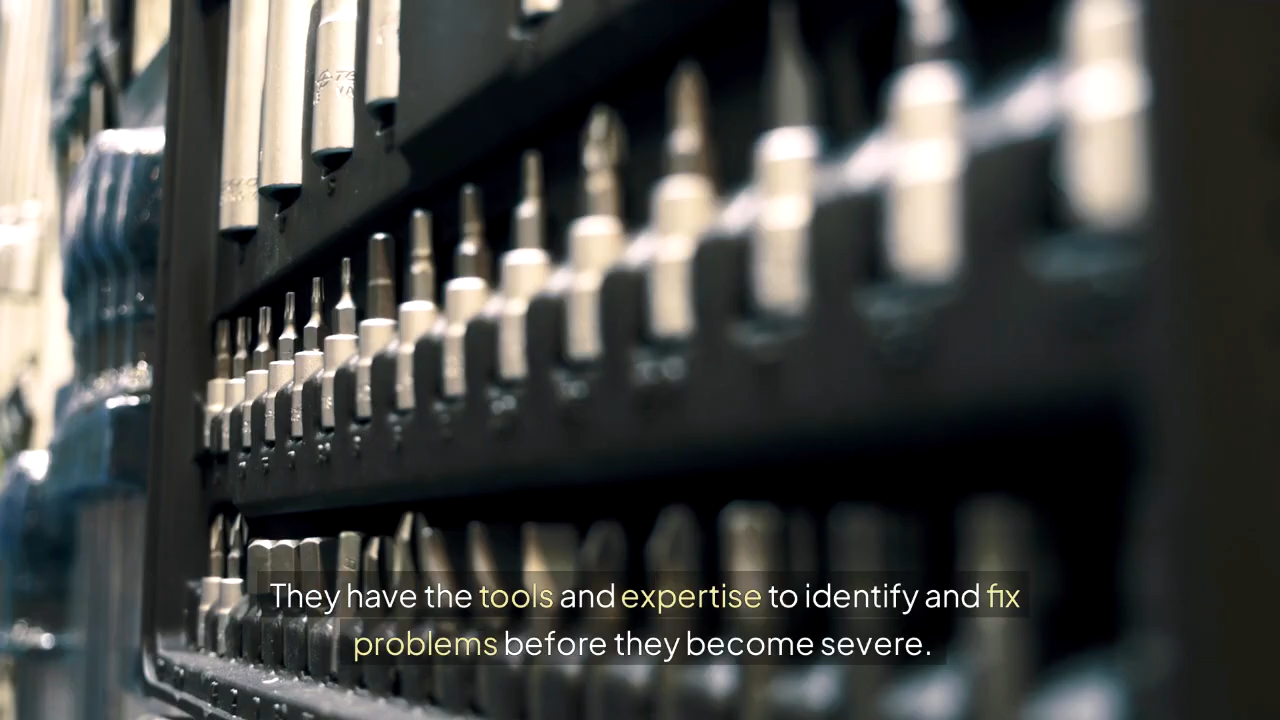 They have the tools and expertise to identify and fix
problems before they become severe.